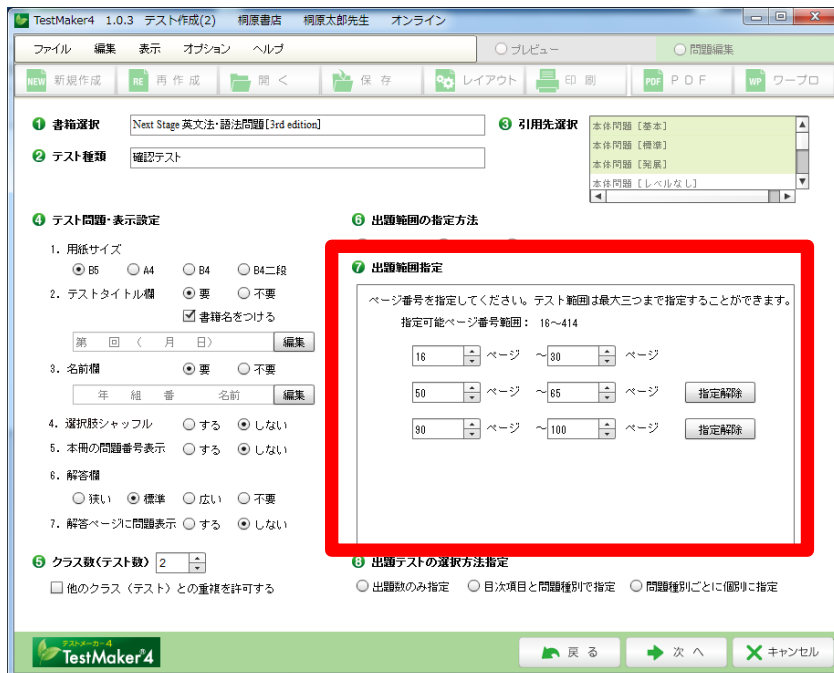 TestMaker4 1.0.3 テスト作成(2) 桐原書店 桐原太郎先生 オンライン
ファイル 編集 表示 オプション ヘルプ
プレビュー 問題編集
NEW 新規作成 RE 再作成 開く 保存 レイアウト 印刷 PDF PDF WP ワープロ
1 書籍選択 Next Stage 英文法・語法問題[3rd edition]
2 テスト種類 確認テスト
3 引用先選択
本体問題 [基本]
本体問題 [標準]
本体問題 [発展]
本体問題 [レベルなし]
4 テスト問題・表示設定
1. 用紙サイズ
B5 A4 B4 B4二段
2. テストタイトル欄 要 不要
書籍名をつける
第 回 ( 月 日) 編集
3. 名前欄 要 不要
年 組 番 名前 編集
4. 選択肢シャッフル する しない
5. 本冊の問題番号表示 する しない
6. 解答欄
狭い 標準 広い 不要
7. 解答ページに問題表示 する しない
5 クラス数(テスト数) 2
他のクラス (テスト) との重複を許可する
6 出題範囲の指定方法
7 出題範囲指定
ページ番号を指定してください。テスト範囲は最大三つまで指定することができます。
指定可能ページ番号範囲： 16～414
16 ページ ～30 ページ
50 ページ ～65 ページ 指定解除
90 ページ ～100 ページ 指定解除
8 出題テストの選択方法指定
出題数のみ指定 目次項目と問題種別で指定 問題種別ごとに個別に指定
テストメーカー4
TestMaker®4
戻る 次へ キャンセル